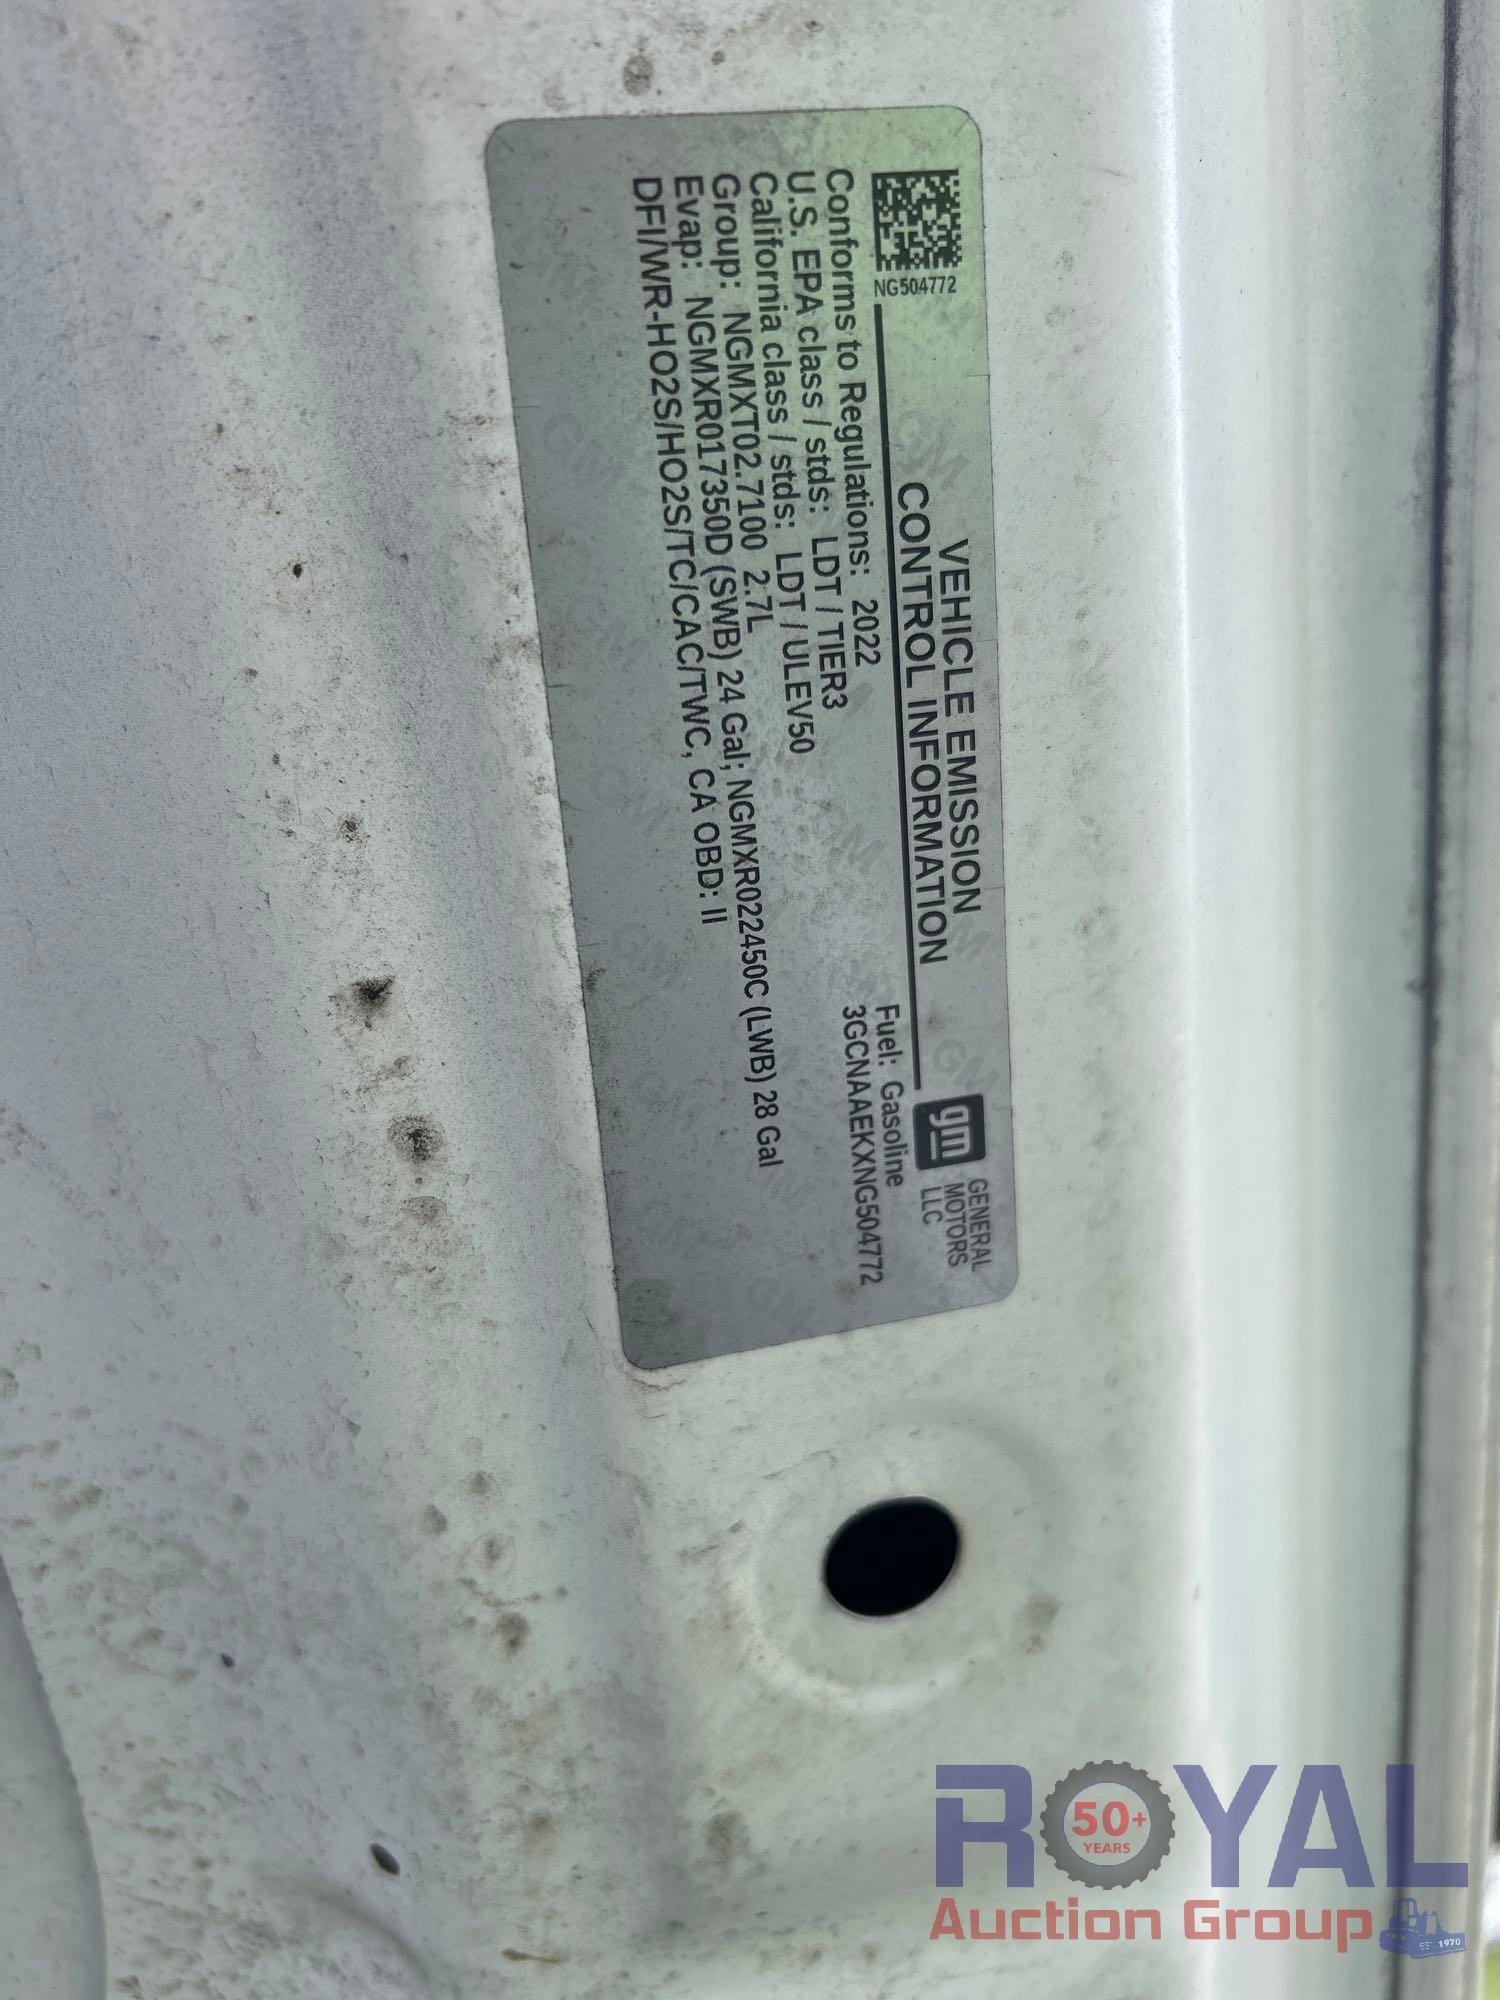 NG504772
VEHICLE EMISSION
CONTROL INFORMATION
gm
GENERAL
MOTORS
LLC
Conforms to Regulations: 2022
Fuel: Gasoline
U.S. EPA class / stds: LDT / TIER3
3GCNAAEKXNG504772
California class / stds: LDT / ULEV50
Group: NGMXT02.7100 2.7L
Evap: NGMXR017350D (SWB) 24 Gal; NGMXR022450C (LWB) 28 Gal
DFI/WR-HO2S/HO2S/TC/CAC/TWC, CA OBD: II
ROYAL
50+
YEARS
Auction Group
EST. 1970